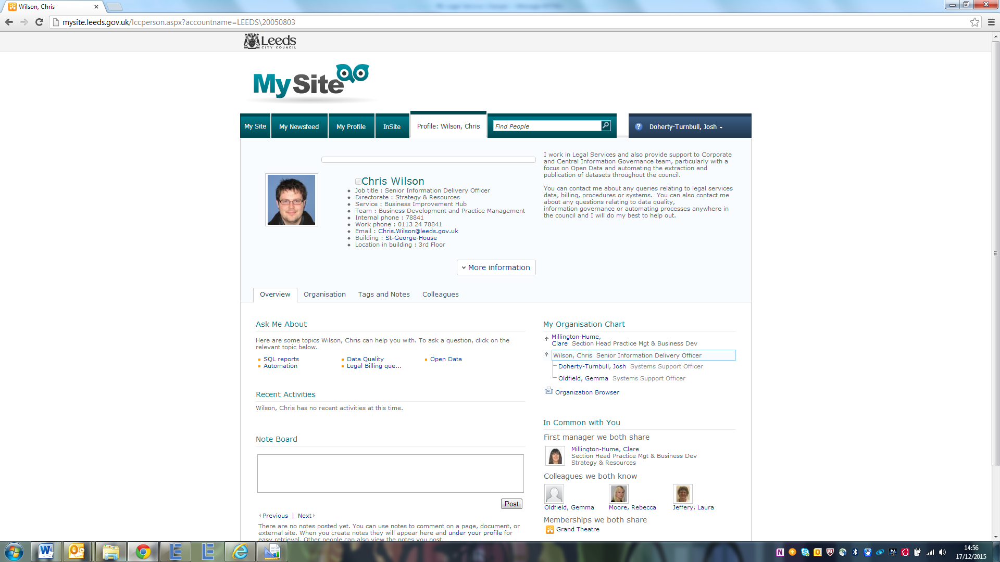 Wilson, Chris
mysite.leeds.gov.uk/lccperson.aspx?accountname=LEEDS\20050803
Leeds
CITY COUNCIL
My Site
My Site
My Newsfeed
My Profile
InSite
Profile: Wilson, Chris
Find People
? Doherty-Turnbull, Josh
I work in Legal Services and also provide support to Corporate
and Central Information Governance team, particularly with a
focus on Open Data and automating the extraction and
publication of datasets throughout the council.
You can contact me about any queries relating to legal services
data, billing, procedures or systems.  You can also contact me
about any questions relating to data quality,
information governance or automating processes anywhere in
the council and I will do my best to help out.
Chris Wilson
Job title : Senior Information Delivery Officer
Directorate : Strategy & Resources
Service : Business Improvement Hub
Team : Business Development and Practice Management
Internal phone : 78841
Work phone : 0113 24 78841
Email : Chris.Wilson@leeds.gov.uk
Building : St-George-House
Location in building : 3rd Floor
More information
Overview
Organisation
Tags and Notes
Colleagues
Ask Me About
Here are some topics Wilson, Chris can help you with. To ask a question, click on the
relevant topic below.
SQL reports
Data Quality
Open Data
Automation
Legal Billing que...
Recent Activities
Wilson, Chris has no recent activities at this time.
Note Board
Post
Previous | Next
There are no notes posted yet. You can use notes to comment on a page, document, or
external site. When you create notes they will appear here and under your profile for
easy retrieval. Other people can also view the notes you post.
My Organisation Chart
Millington-Hume,
Clare Section Head Practice Mgt & Business Dev
Wilson, Chris Senior Information Delivery Officer
Doherty-Turnbull, Josh Systems Support Officer
Oldfield, Gemma Systems Support Officer
Organization Browser
In Common with You
First manager we both share
Millington-Hume, Clare
Section Head Practice Mgt & Business Dev
Strategy & Resources
Colleagues we both know
Oldfield, Gemma
Moore, Rebecca
Jeffery, Laura
Memberships we both share
Grand Theatre
14:56
17/12/2015